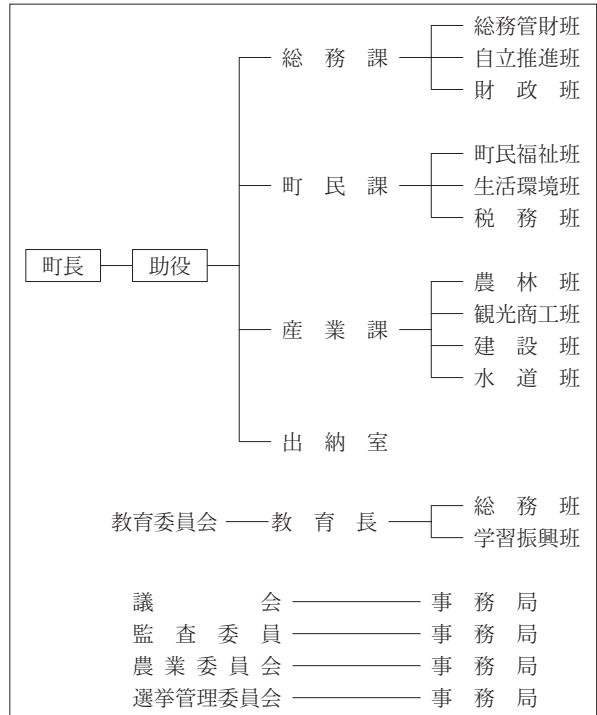 総務課
総務管財班
自立推進班
財政班
町民課
町民福祉班
生活環境班
税務班
町長
助役
産業課
農林班
観光商工班
建設班
水道班
出納室
教育委員会
教育長
総務班
学習振興班
議会 事務局
監査委員 事務局
農業委員会 事務局
選挙管理委員会 事務局